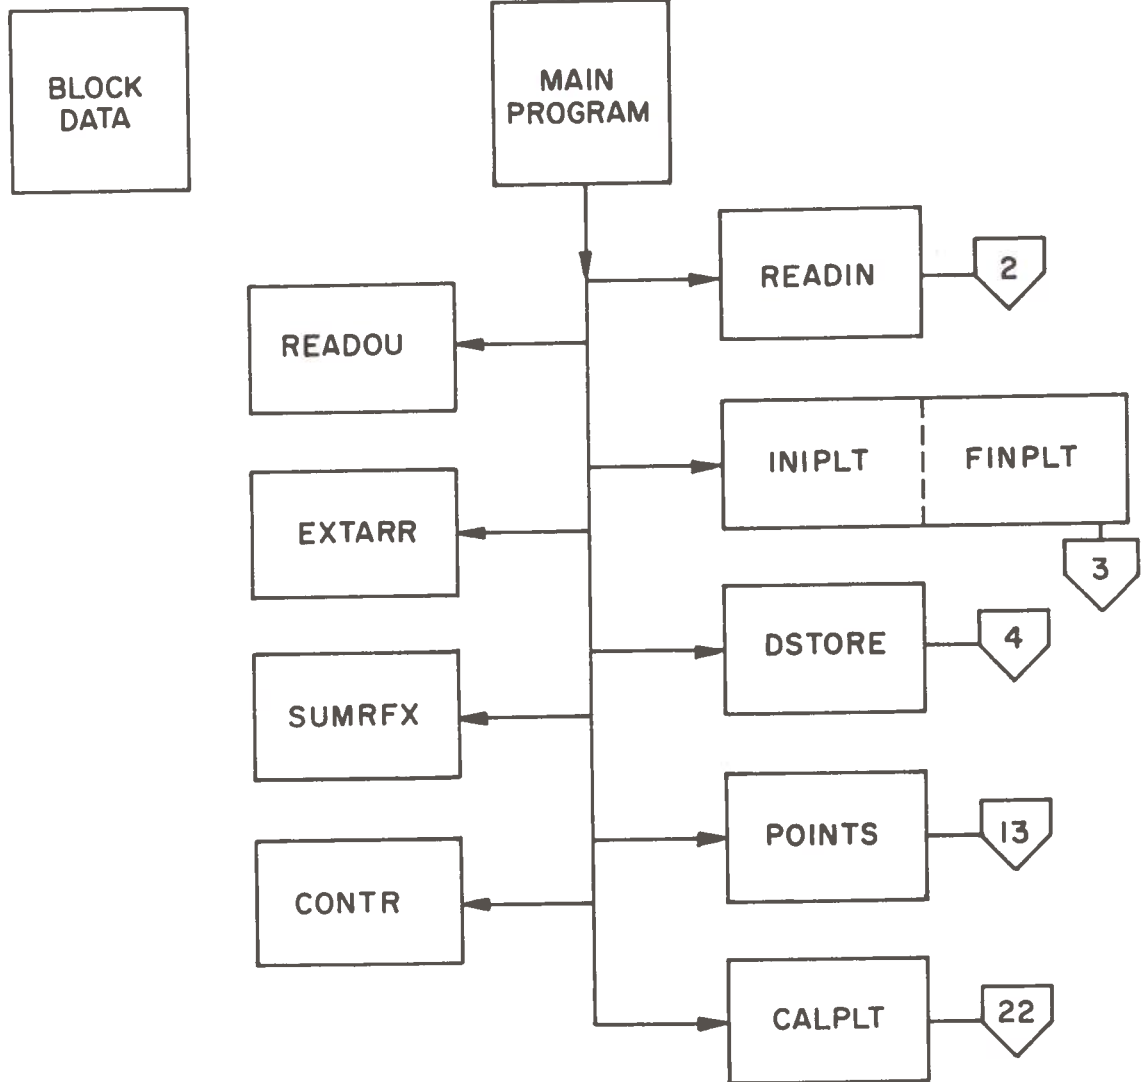 BLOCK
DATA
MAIN
PROGRAM
READIN
2
READOU
INIPLT
FINPLT
3
EXTARR
DSTORE
4
SUMRFX
POINTS
13
CONTR
CALPLT
22